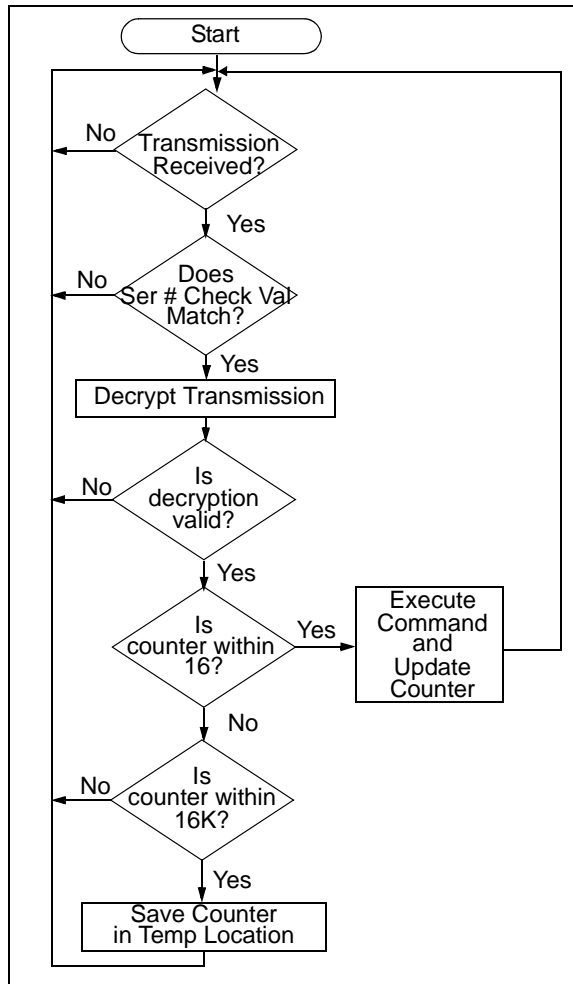 Start
No
Transmission
Received?
Yes
No
Does
Ser # Check Val
Match?
Yes
Decrypt Transmission
Is
decryption
valid?
No
Yes
Is
counter within
16?
Yes
Execute
Command
and
Update
Counter
No
Is
counter within
16K?
No
Yes
Save Counter
in Temp Location